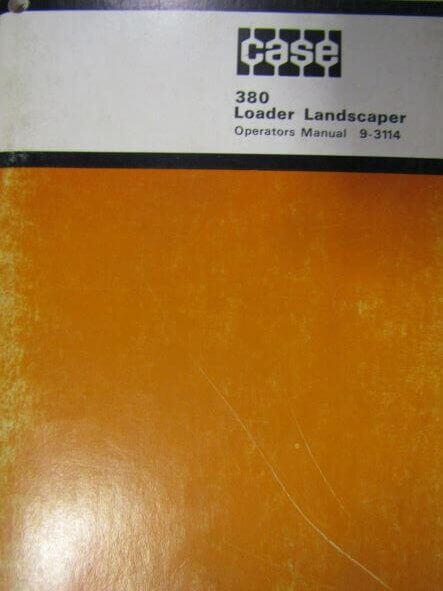 case
380
Loader Landscaper
Operators Manual 9-3114